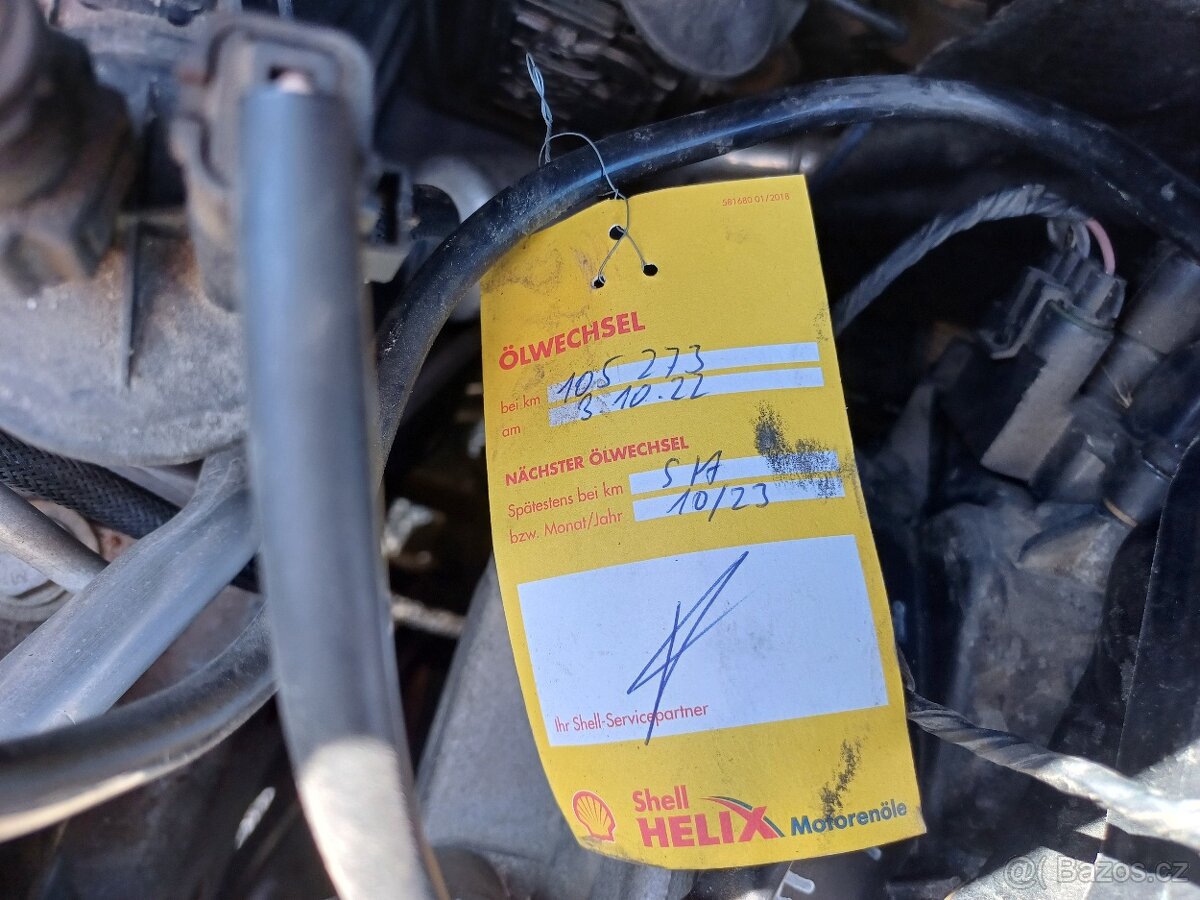 581680 01/2018
ÖLWECHSEL
bei km 105 273
am 3.10.22
NÄCHSTER ÖLWECHSEL
Spätestens bei km
bzw. Monat/Jahr 10/23
Ihr Shell-Servicepartner
Shell
HELIX Motorenöle
@( Bazos.cz